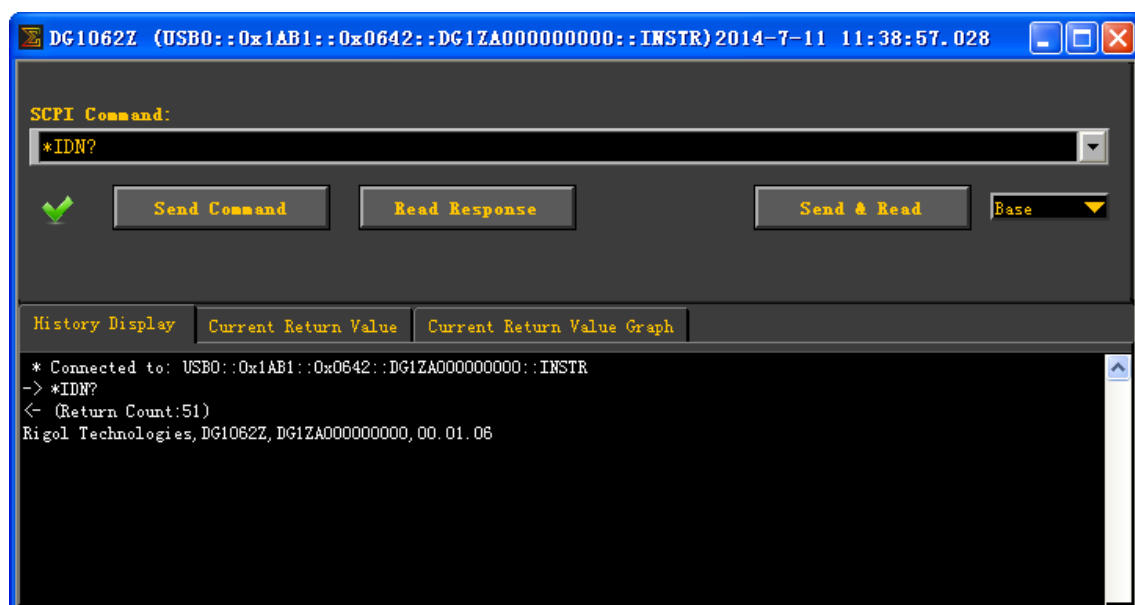 DG1062Z (USB0::0x1AB1::0x0642::DG1ZA000000000::INSTR)2014-7-11 11:38:57.028
SCPI Command:
*IDN?
Send Command Read Response Send & Read Base
History Display Current Return Value Current Return Value Graph
* Connected to: USB0::0x1AB1::0x0642::DG1ZA000000000::INSTR
-> *IDN?
<- (Return Count:51)
Rigol Technologies,DG1062Z,DG1ZA000000000,00.01.06